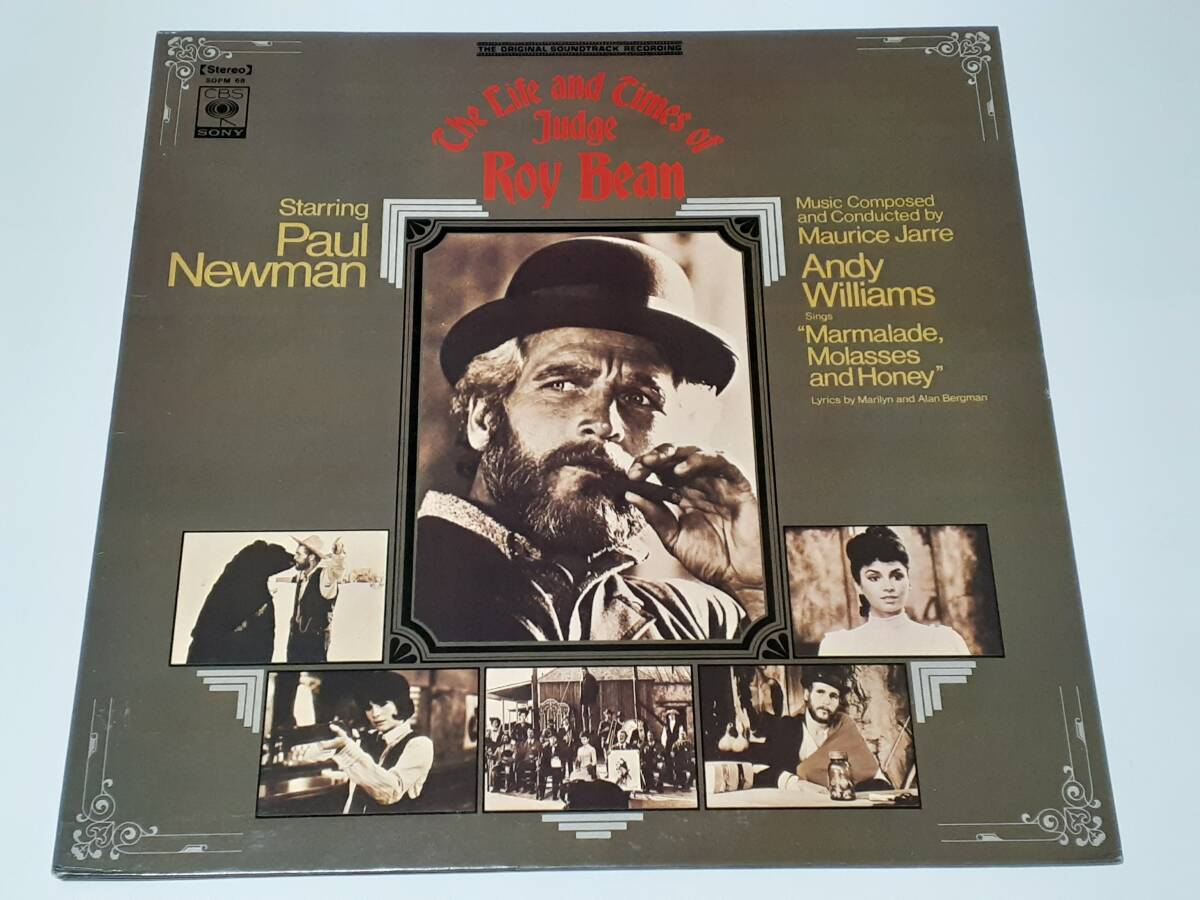 THE ORIGINAL SOUNDTRACK RECORDING
【Stereo】
SOPM 68
CBS
SONY
The Life and Times of
Judge
Roy Bean
Starring
Paul
Newman
Music Composed
and Conducted by
Maurice Jarre
Andy
Williams
Sings
“Marmalade,
Molasses
and Honey”
Lyrics by Marilyn and Alan Bergman